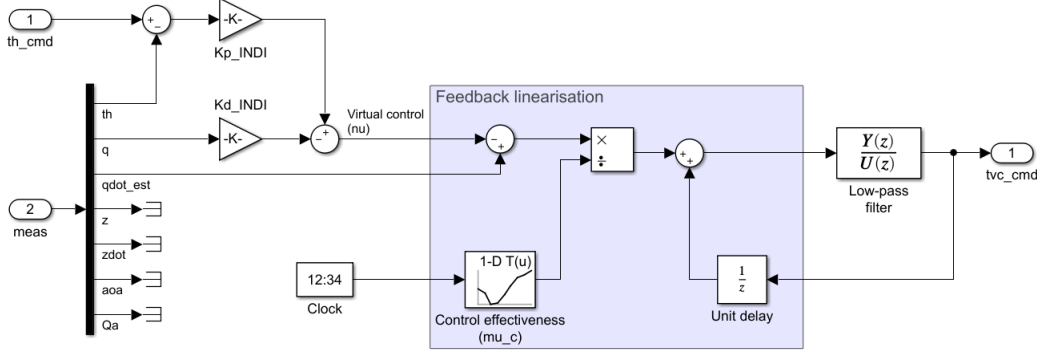 1
th_cmd
+
−
-K-
Kp_INDI
th
Kd_INDI
q
-K-
−
+
Virtual control
(nu)
qdot_est
2
meas
z
zdot
aoa
Qa
Feedback linearisation
−
+
×
÷
+
+
12:34
Clock
1-D T(u)
Control effectiveness
(mu_c)
1
z
Unit delay
Y(z)
U(z)
Low-pass
filter
1
tvc_cmd